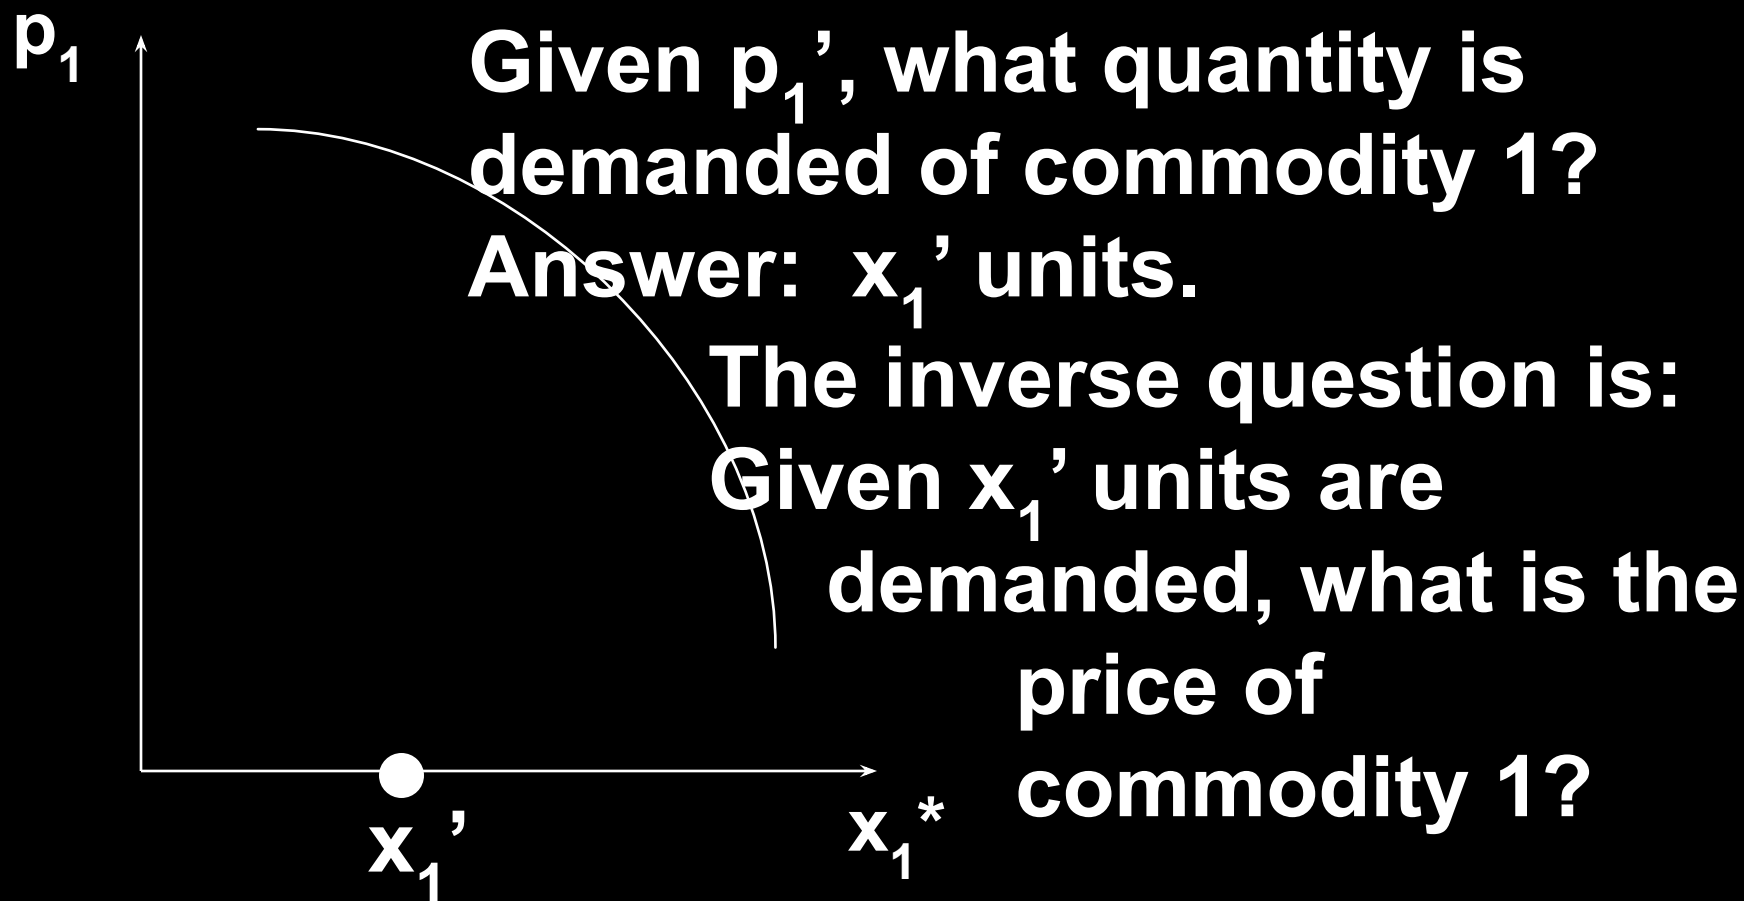 p₁
Given p₁’, what quantity is
demanded of commodity 1?
Answer: x₁’ units.
The inverse question is:
Given x₁’ units are
demanded, what is the
price of
commodity 1?
x₁’
x₁*